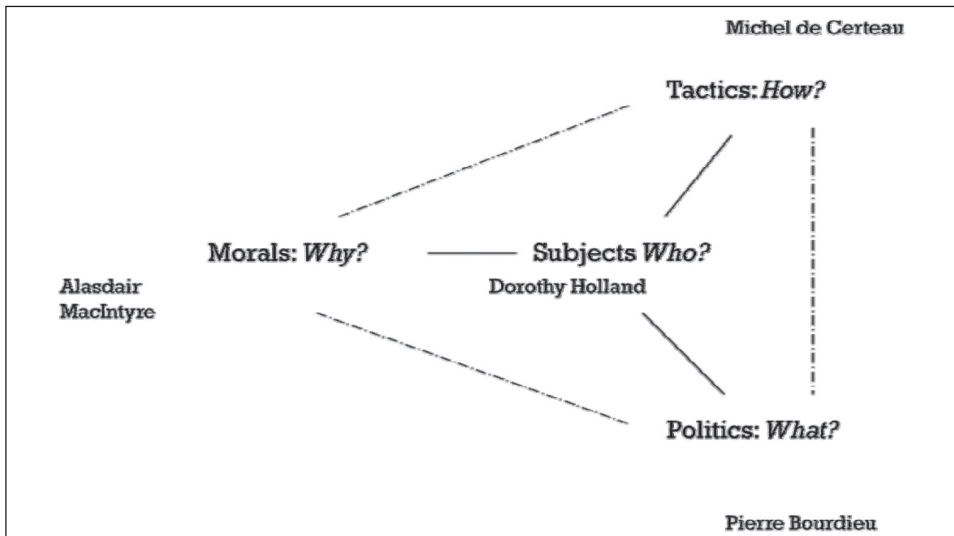 Michel de Certeau
Tactics: How?
Morals: Why?
Subjects Who?
Alasdair
MacIntyre
Dorothy Holland
Politics: What?
Pierre Bourdieu